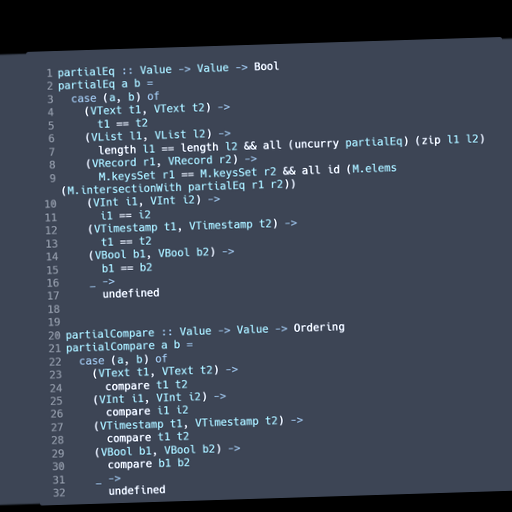 1 partialEq :: Value -> Value -> Bool
2 partialEq a b =
3   case (a, b) of
4     (VText t1, VText t2) ->
5       t1 == t2
6     (VList l1, VList l2) ->
7       length l1 == length l2 && all (uncurry partialEq) (zip l1 l2)
8     (VRecord r1, VRecord r2) ->
9       M.keysSet r1 == M.keysSet r2 && all id (M.elems
(M.intersectionWith partialEq r1 r2))
10     (VInt i1, VInt i2) ->
11       i1 == i2
12     (VTimestamp t1, VTimestamp t2) ->
13       t1 == t2
14     (VBool b1, VBool b2) ->
15       b1 == b2
16     _ ->
17       undefined
18
19
20 partialCompare :: Value -> Value -> Ordering
21 partialCompare a b =
22   case (a, b) of
23     (VText t1, VText t2) ->
24       compare t1 t2
25     (VInt i1, VInt i2) ->
26       compare i1 i2
27     (VTimestamp t1, VTimestamp t2) ->
28       compare t1 t2
29     (VBool b1, VBool b2) ->
30       compare b1 b2
31     _ ->
32       undefined